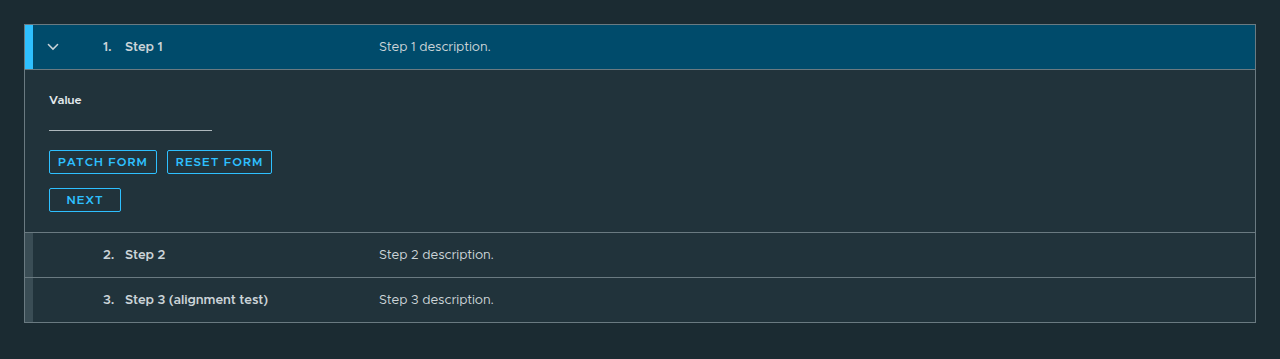 1. Step 1 Step 1 description.
Value
PATCH FORM RESET FORM
NEXT
2. Step 2 Step 2 description.
3. Step 3 (alignment test) Step 3 description.